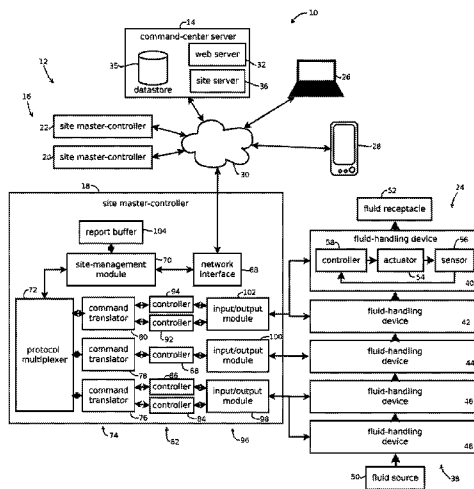 10
14
command-center server
12
35
web server
32
datastore
site server
36
26
16
22
site master-controller
20
site master-controller
30
28
18
site master-controller
report buffer
104
site-management module
70
network interface
68
72
protocol multiplexer
command translator
80
94
controller
controller
92
102
input/output module
command translator
78
controller
88
100
input/output module
command translator
76
86
controller
controller
84
input/output module
98
74
82
96
24
52
fluid receptacle
fluid-handling device
56
58
controller
actuator
sensor
54
40
fluid-handling device
42
fluid-handling device
44
fluid-handling device
fluid-handling device
50
fluid source
38